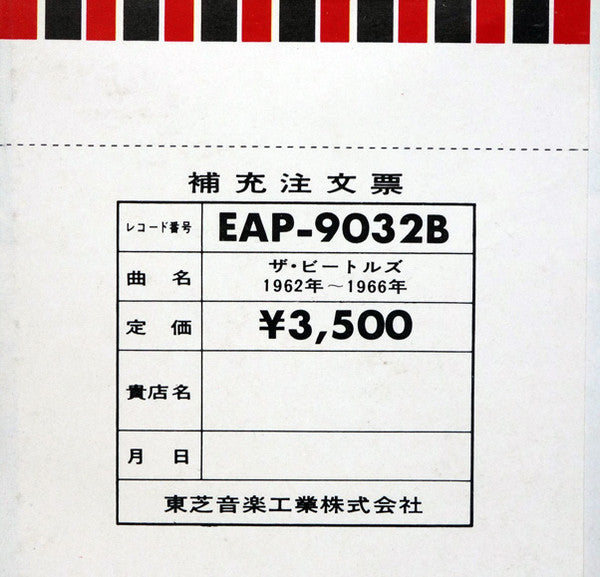 補充注文票
レコード番号 EAP-9032B
曲名 ザ・ビートルズ
1962年～1966年
定価 ¥3,500
貴店名
月日
東芝音楽工業株式会社